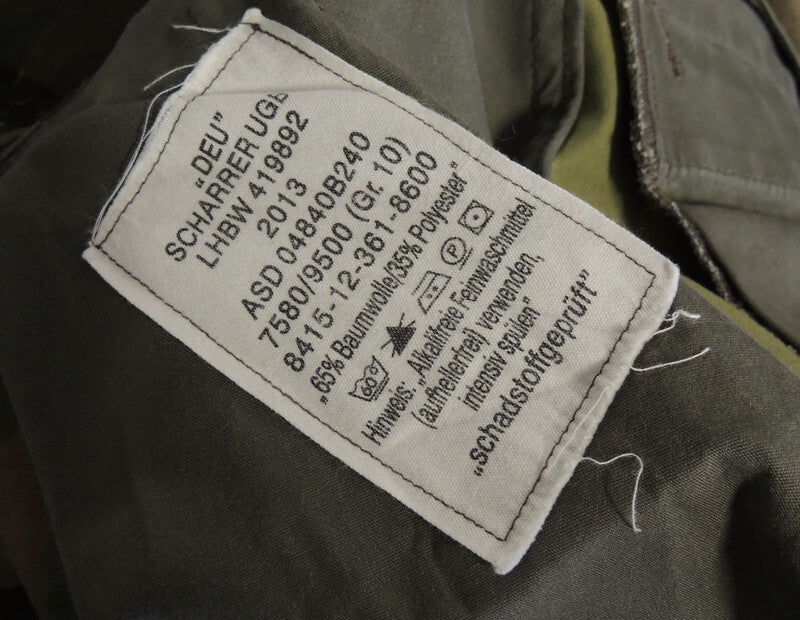 „DEU”
SCHARRER UGB
LHBW 419892
2013
ASD 04840B240
7580/9500 (Gr. 10)
8415-12-361-8600
„65% Baumwolle/35% Polyester”
60 P
Hinweis: „Alkalifreie Feinwaschmittel
(aufhellerfrei) verwenden,
intensiv spülen”
„schadstoffgeprüft”